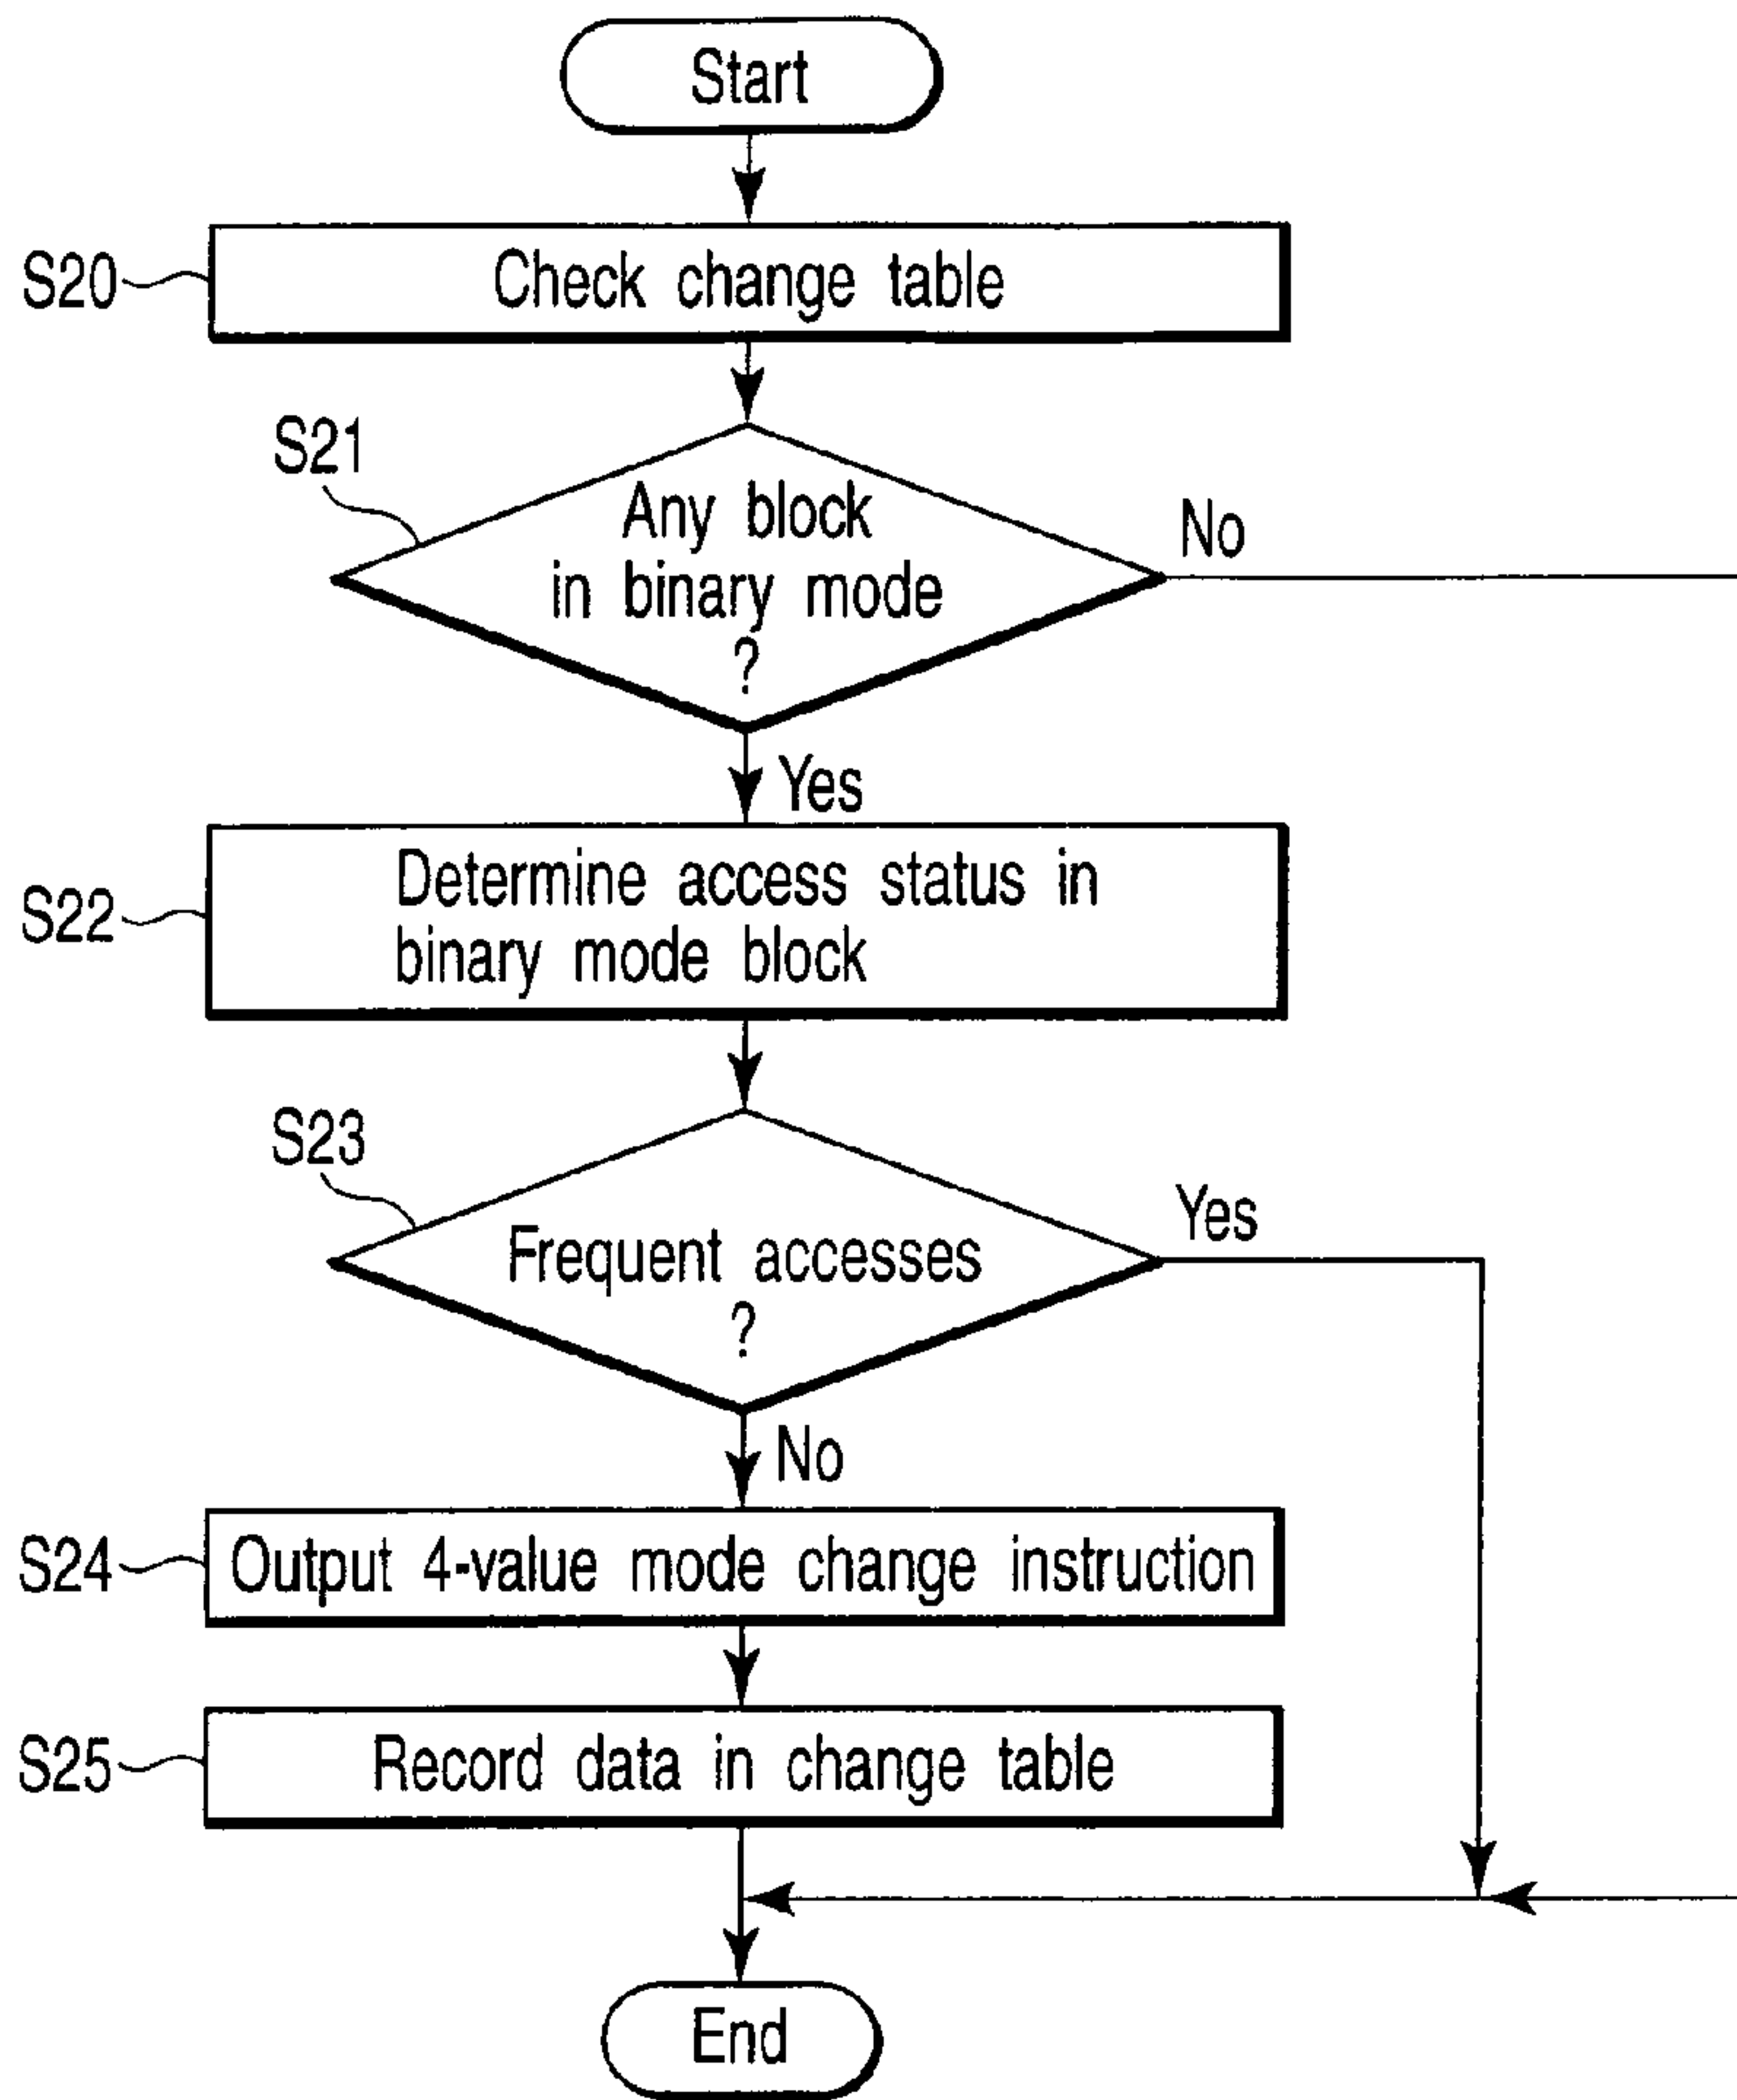 Start
S20
Check change table
S21
Any block
in binary mode
?
No
Yes
S22
Determine access status in
binary mode block
S23
Frequent accesses
?
Yes
No
S24
Output 4-value mode change instruction
S25
Record data in change table
End